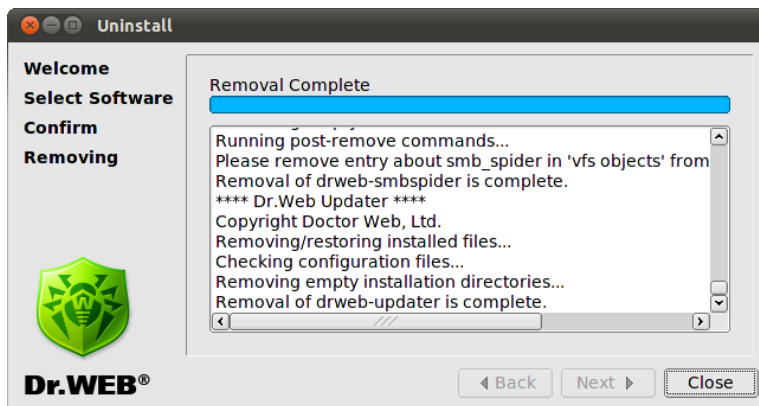 Uninstall
Welcome
Select Software
Confirm
Removing
Removal Complete
Running post-remove commands...
Please remove entry about smb_spider in 'vfs objects' from
Removal of drweb-smbspider is complete.
**** Dr.Web Updater ****
Copyright Doctor Web, Ltd.
Removing/restoring installed files...
Checking configuration files...
Removing empty installation directories...
Removal of drweb-updater is complete.
Dr.WEB®
Back
Next
Close